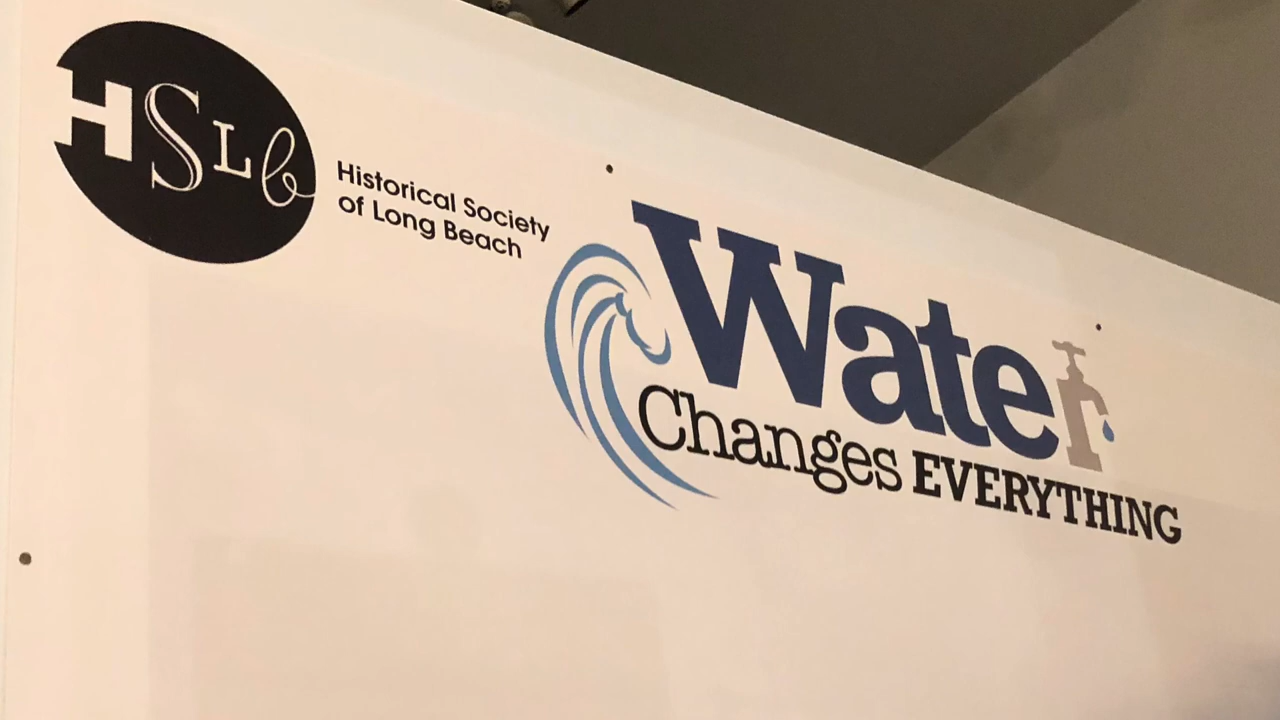 HSLb
Historical Society
of Long Beach
Water
Changes EVERYTHING